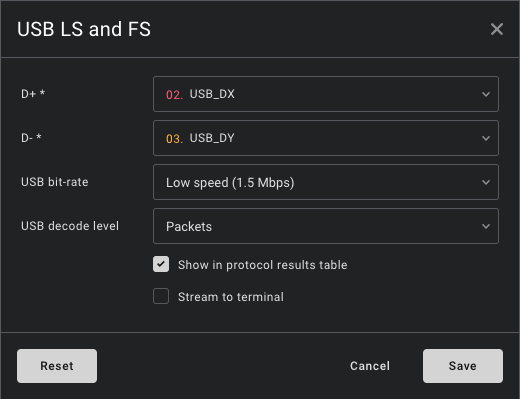 USB LS and FS
D+ * 02. USB_DX
D- * 03. USB_DY
USB bit-rate Low speed (1.5 Mbps)
USB decode level Packets
Show in protocol results table
Stream to terminal
Reset Cancel Save